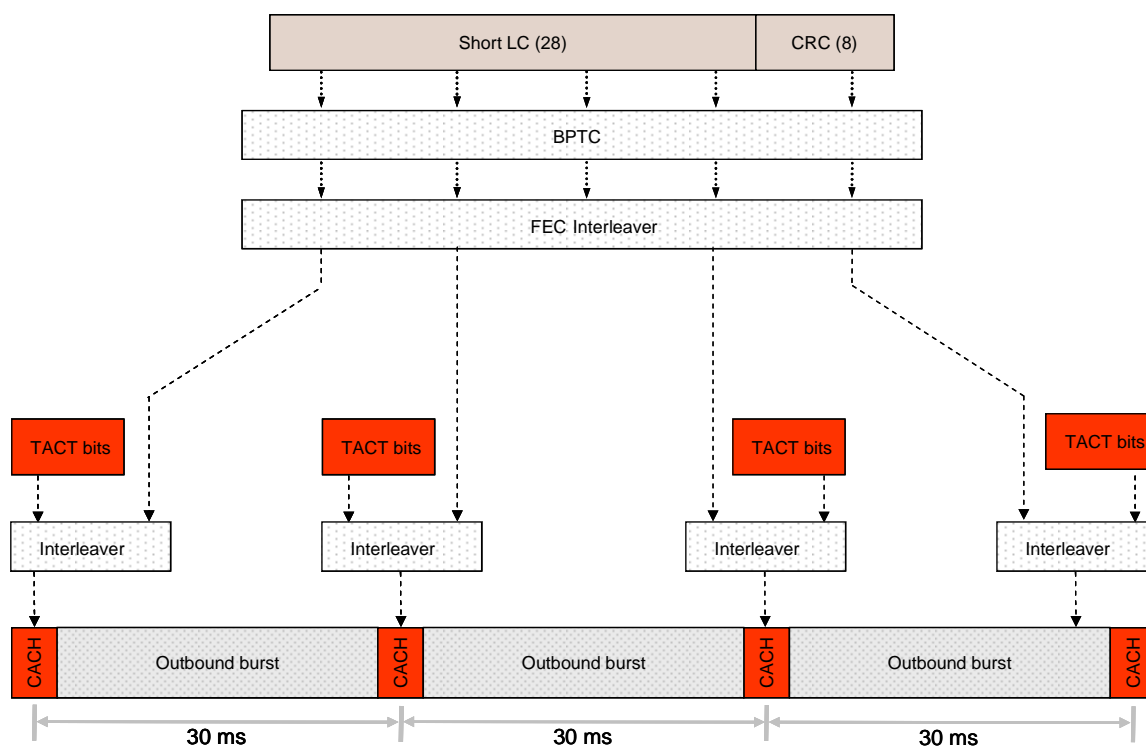 Short LC (28)
CRC (8)
BPTC
FEC Interleaver
TACT bits
TACT bits
TACT bits
TACT bits
Interleaver
Interleaver
Interleaver
Interleaver
CACH
Outbound burst
CACH
Outbound burst
CACH
Outbound burst
CACH
30 ms
30 ms
30 ms